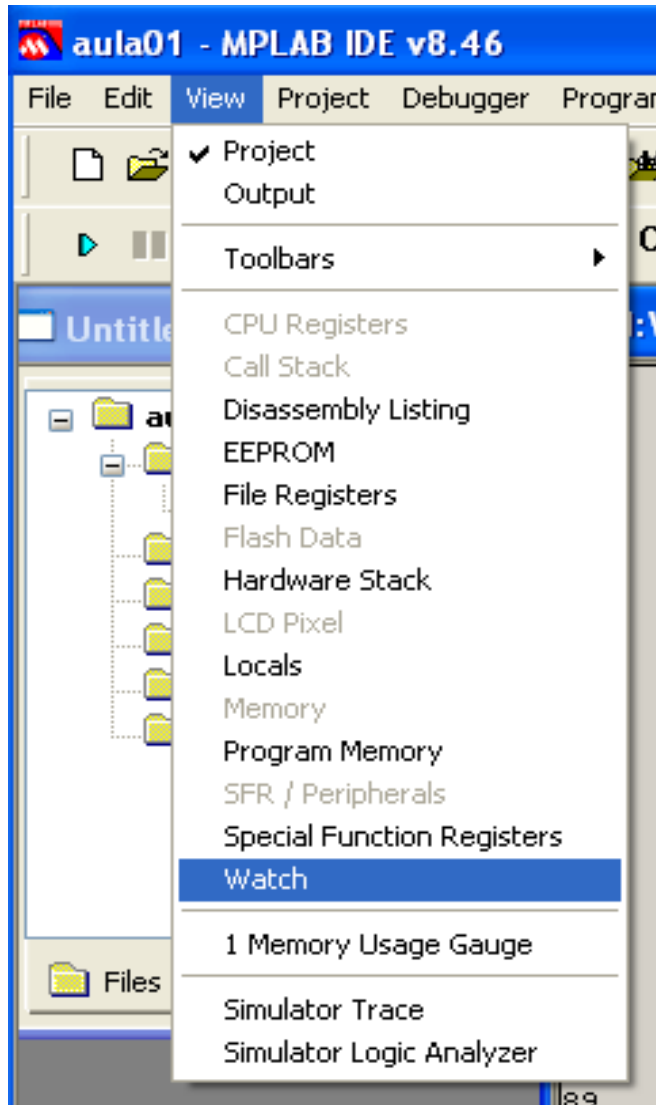 aula01 - MPLAB IDE v8.46
File Edit View Project Debugger
Project
Output
Toolbars
CPU Registers
Call Stack
Disassembly Listing
EEPROM
File Registers
Flash Data
Hardware Stack
LCD Pixel
Locals
Memory
Program Memory
SFR / Peripherals
Special Function Registers
Watch
1 Memory Usage Gauge
Files
Simulator Trace
Simulator Logic Analyzer
89